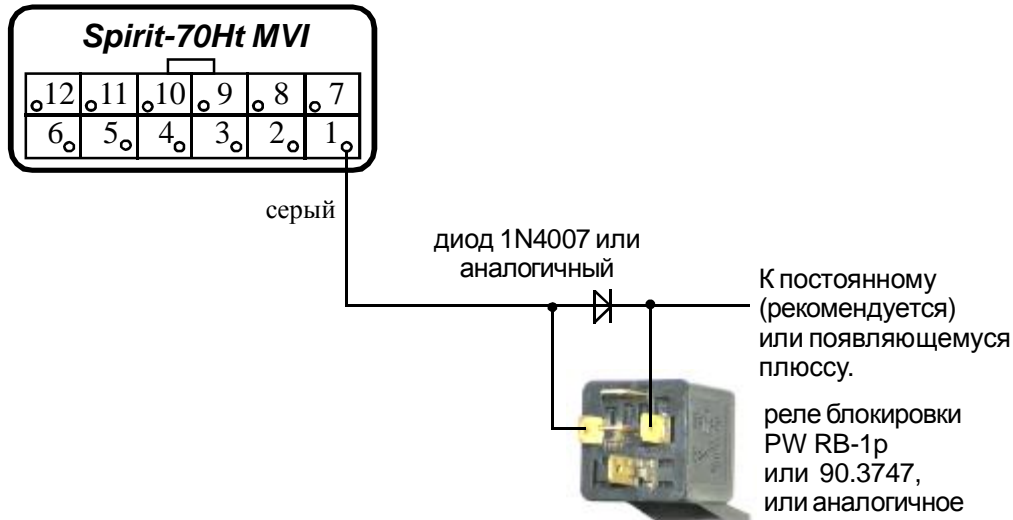 Spirit-70Ht MVI
12 11 10 9 8 7
6 5 4 3 2 1
серый
диод 1N4007 или
аналогичный
К постоянному
(рекомендуется)
или появляющемуся
плюссу.
реле блокировки
PW RB-1p
или 90.3747,
или аналогичное